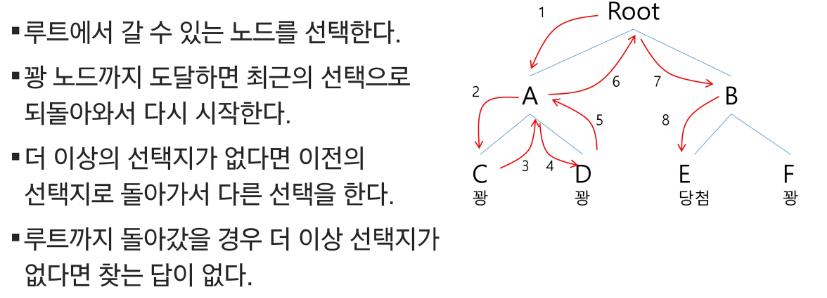 ▪루트에서 갈 수 있는 노드를 선택한다.
▪꽝 노드까지 도달하면 최근의 선택으로
되돌아와서 다시 시작한다.
▪더 이상의 선택지가 없다면 이전의
선택지로 돌아가서 다른 선택을 한다.
▪루트까지 돌아갔을 경우 더 이상 선택지가
없다면 찾는 답이 없다.
1 Root
6 7
2 A B
5 8
C 3 4 D E F
꽝 꽝 당첨 꽝